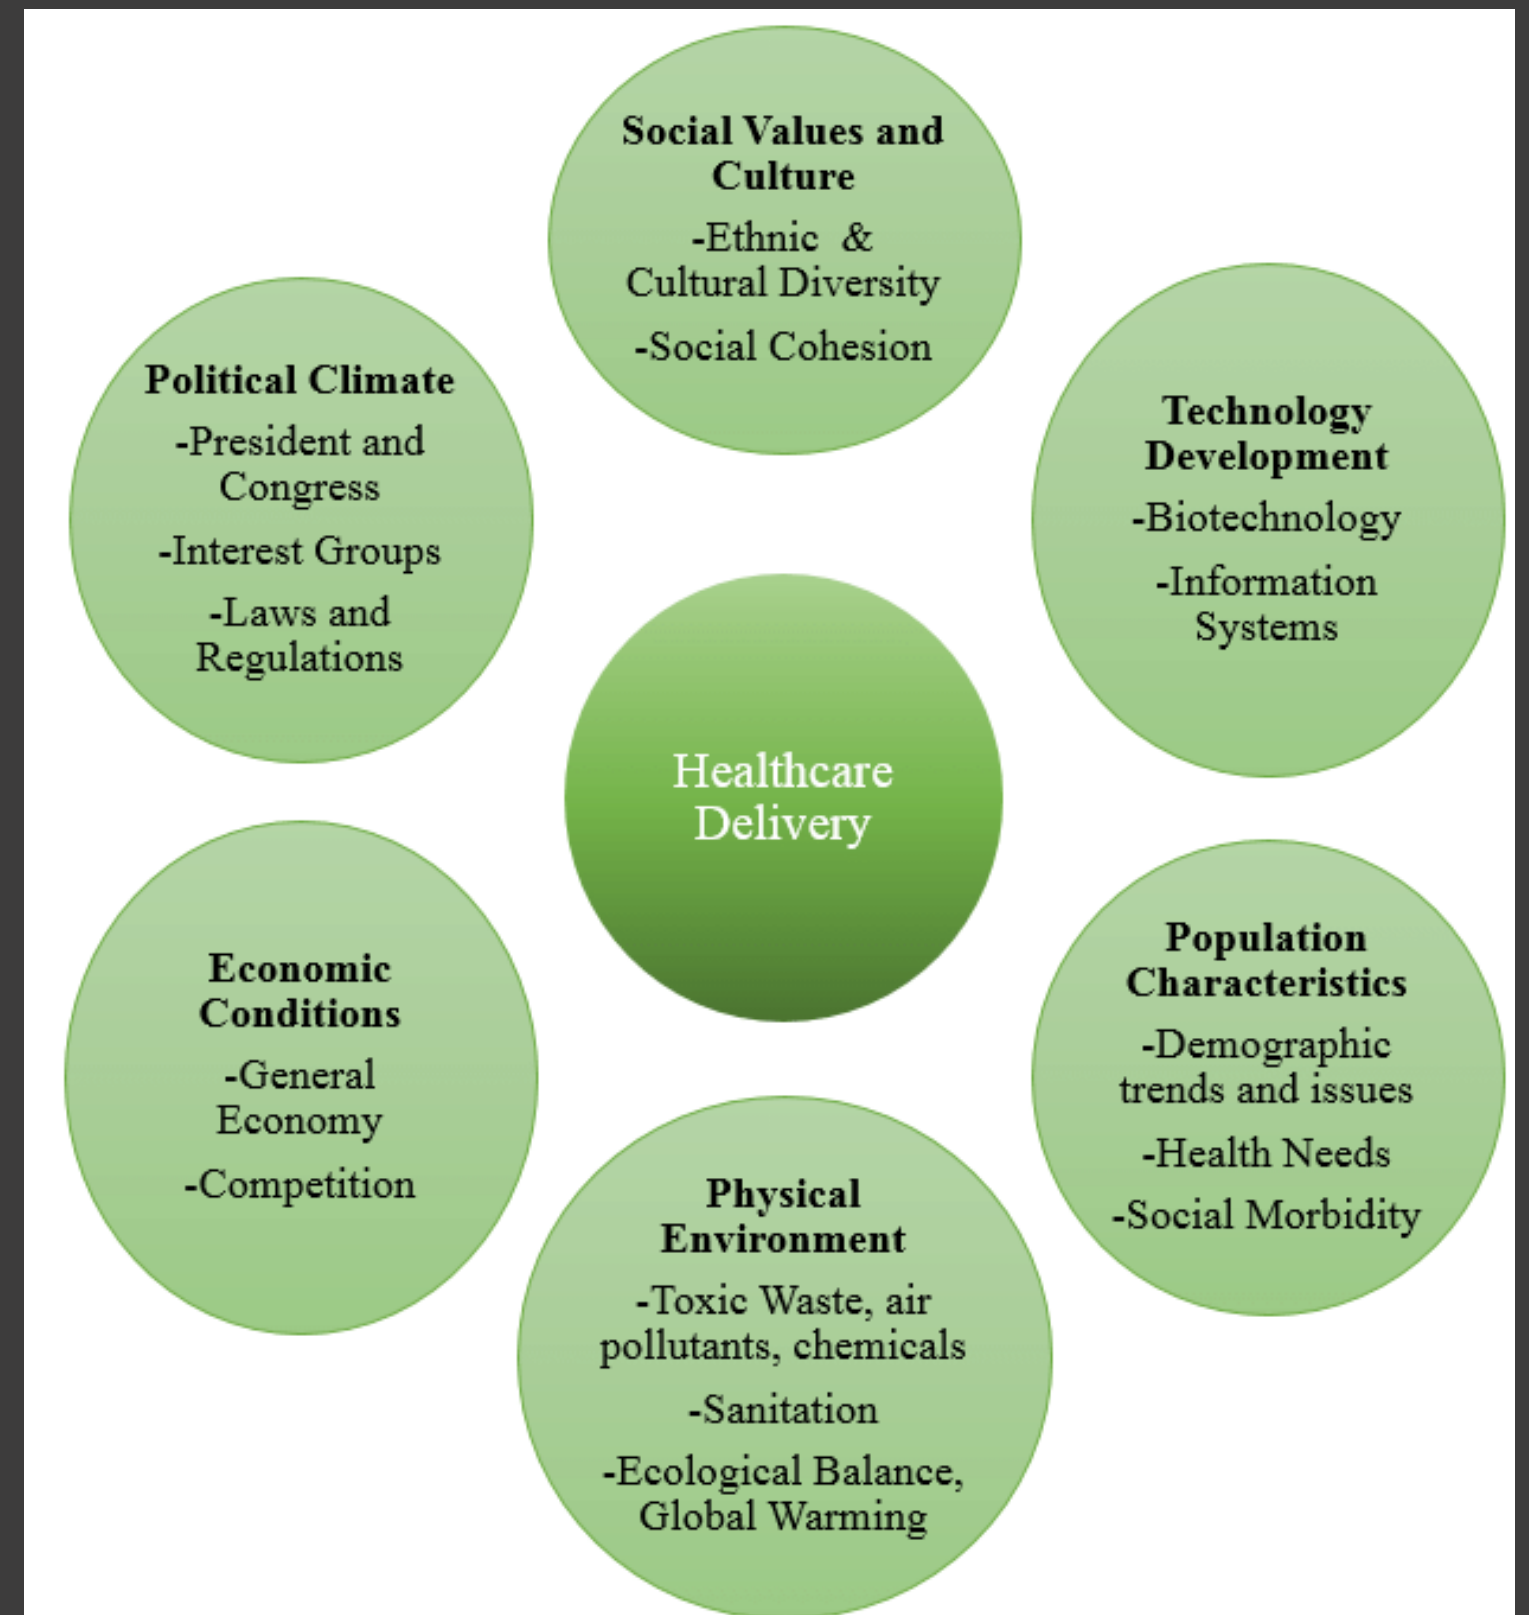 Social Values and
Culture
-Ethnic  &
Cultural Diversity
-Social Cohesion
Technology
Development
-Biotechnology
-Information
Systems
Population
Characteristics
-Demographic
trends and issues
-Health Needs
-Social Morbidity
Physical
Environment
-Toxic Waste, air
pollutants, chemicals
-Sanitation
-Ecological Balance,
Global Warming
Economic
Conditions
-General
Economy
-Competition
Political Climate
-President and
Congress
-Interest Groups
-Laws and
Regulations
Healthcare
Delivery